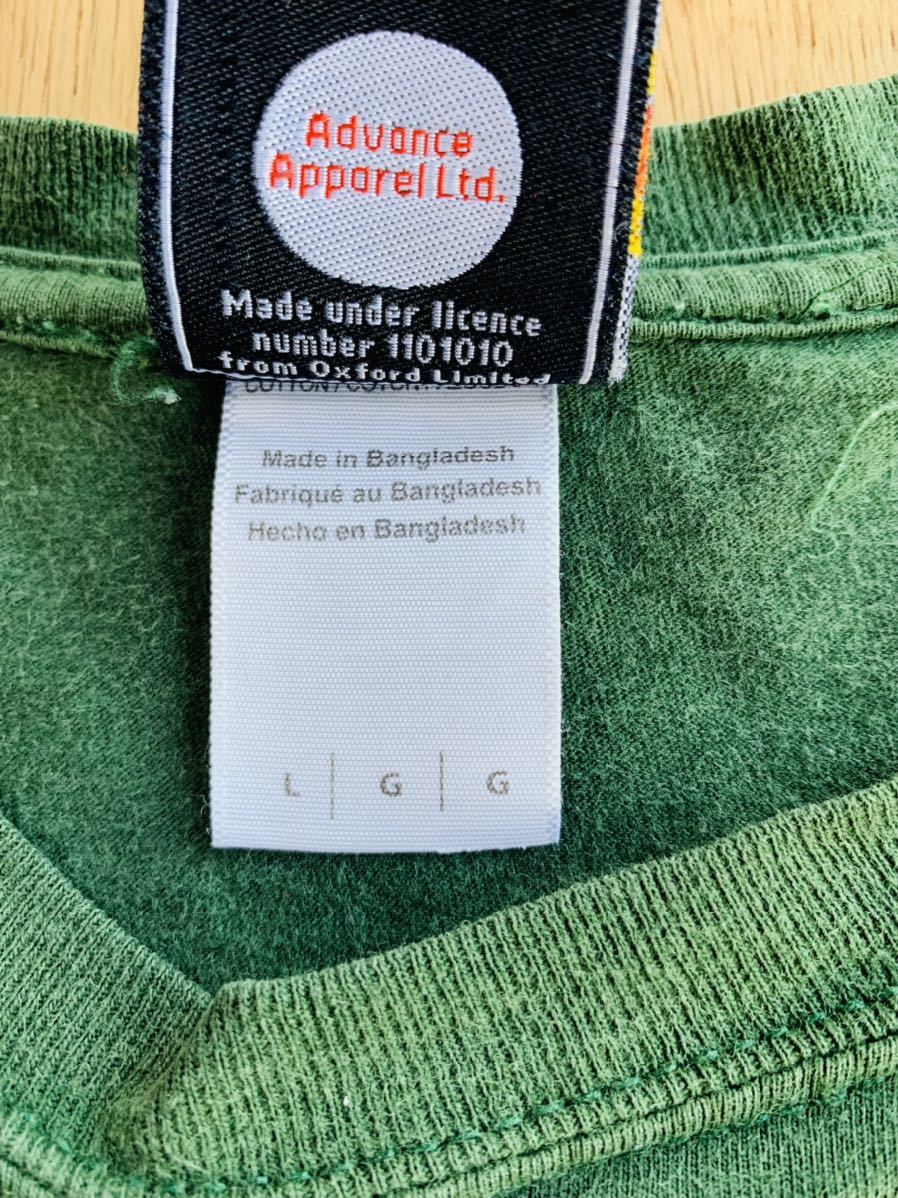 Advance
Apparel Ltd.
Made under licence
number 1101010
from Oxford Limited
Made in Bangladesh
Fabriqué au Bangladesh
Hecho en Bangladesh
L | G | G